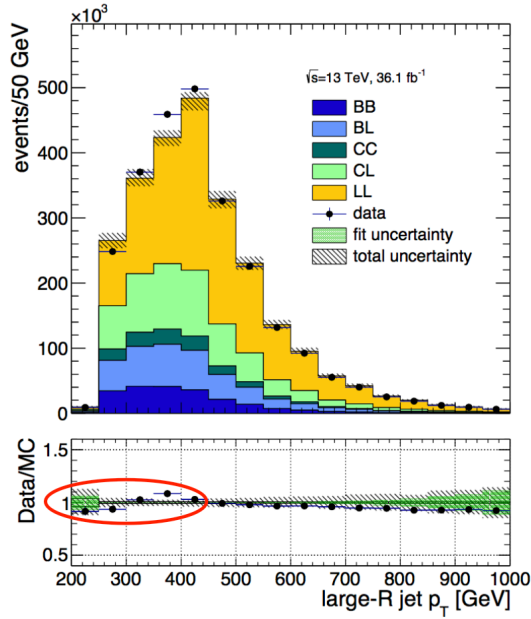 ×10³
events/50 GeV
500
400
300
200
100
0
√s=13 TeV, 36.1 fb⁻¹
BB
BL
CC
CL
LL
data
fit uncertainty
total uncertainty
Data/MC
1.5
1
0.5
200 300 400 500 600 700 800 900 1000
large-R jet p_T [GeV]